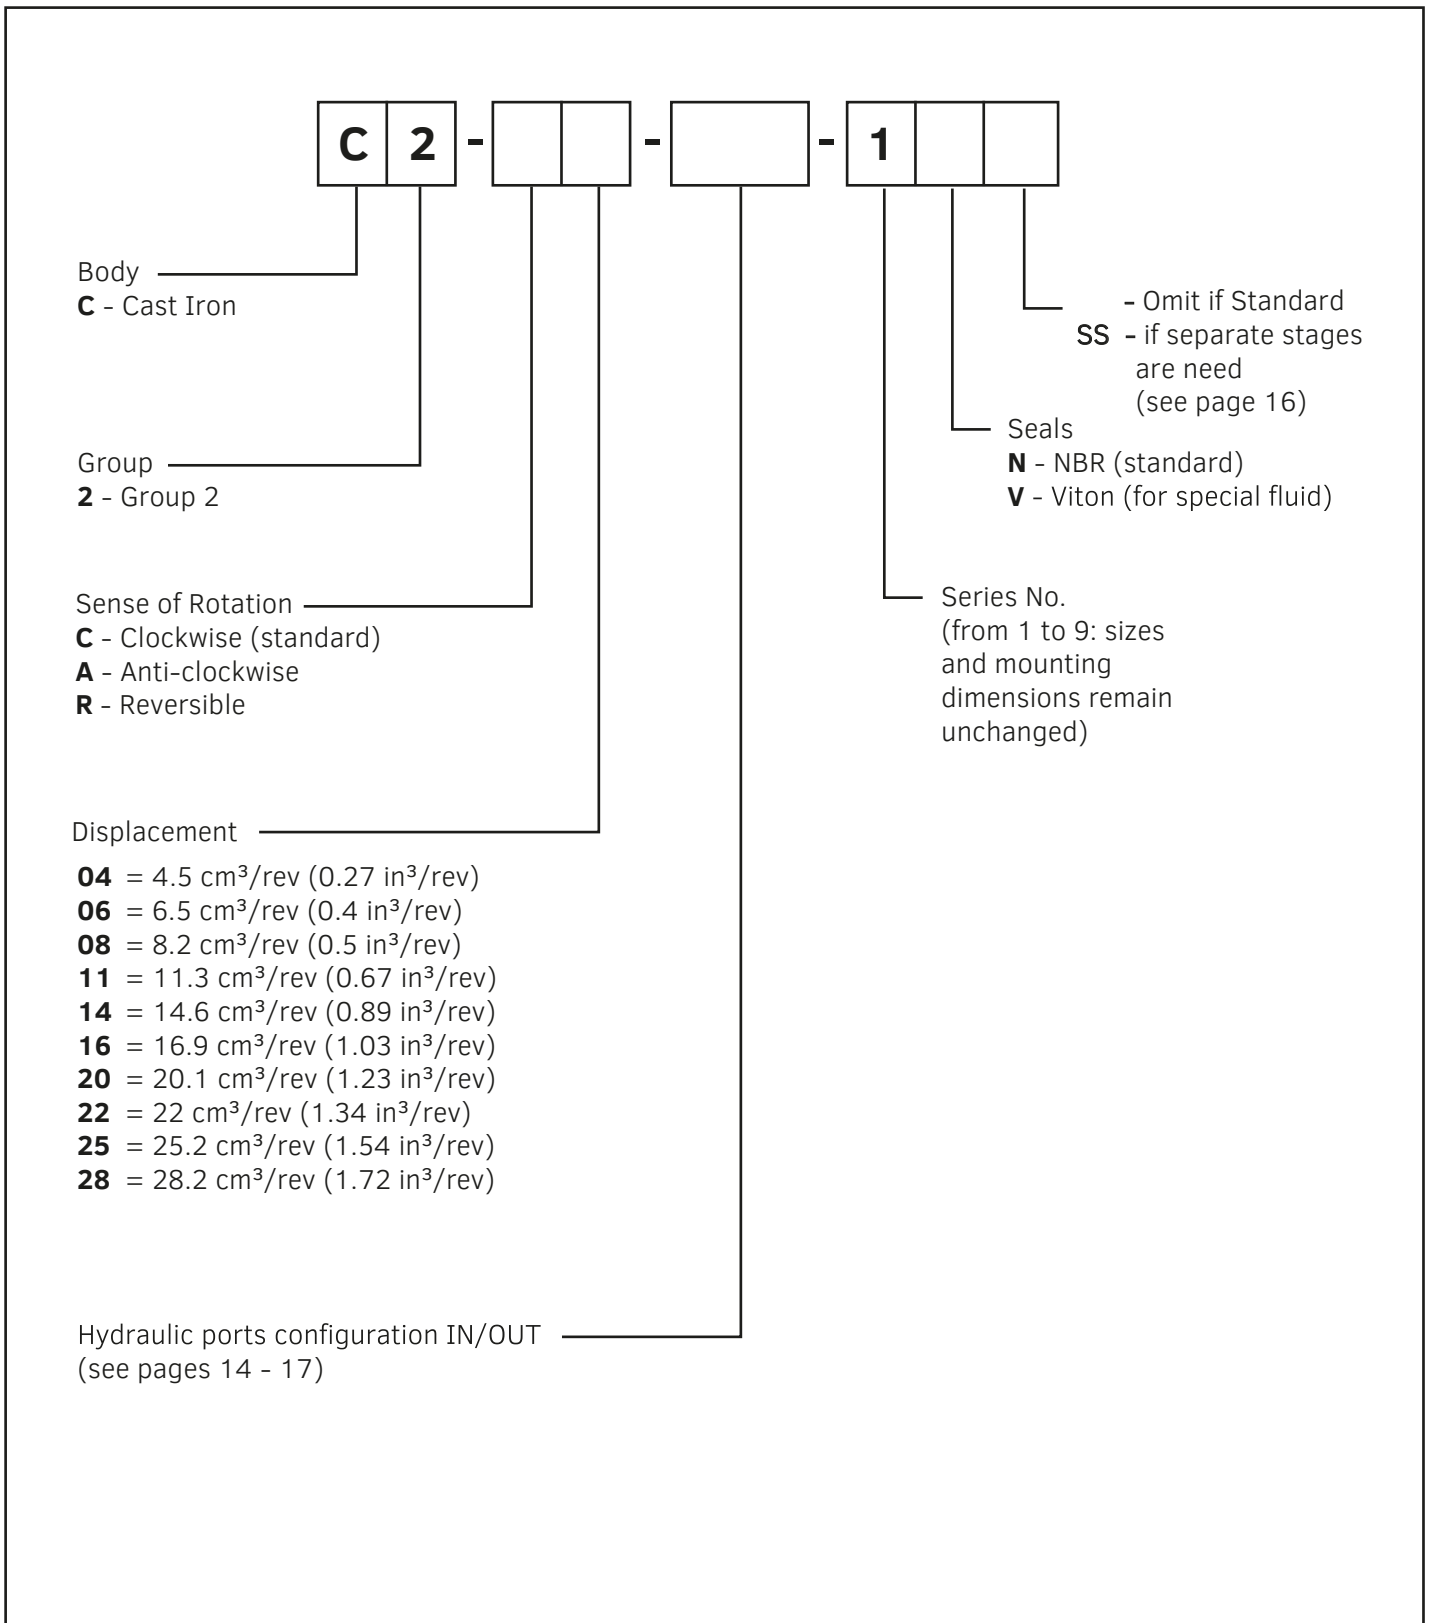 C 2 - - - 1
Body
C - Cast Iron
- Omit if Standard
SS - if separate stages
are need
(see page 16)
Seals
N - NBR (standard)
V - Viton (for special fluid)
Group
2 - Group 2
Sense of Rotation
C - Clockwise (standard)
A - Anti-clockwise
R - Reversible
Series No.
(from 1 to 9: sizes
and mounting
dimensions remain
unchanged)
Displacement
04 = 4.5 cm³/rev (0.27 in³/rev)
06 = 6.5 cm³/rev (0.4 in³/rev)
08 = 8.2 cm³/rev (0.5 in³/rev)
11 = 11.3 cm³/rev (0.67 in³/rev)
14 = 14.6 cm³/rev (0.89 in³/rev)
16 = 16.9 cm³/rev (1.03 in³/rev)
20 = 20.1 cm³/rev (1.23 in³/rev)
22 = 22 cm³/rev (1.34 in³/rev)
25 = 25.2 cm³/rev (1.54 in³/rev)
28 = 28.2 cm³/rev (1.72 in³/rev)
Hydraulic ports configuration IN/OUT
(see pages 14 - 17)